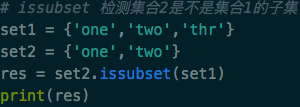 # issubset 检测集合2是不是集合1的子集
set1 = {'one','two','thr'}
set2 = {'one','two'}
res = set2.issubset(set1)
print(res)